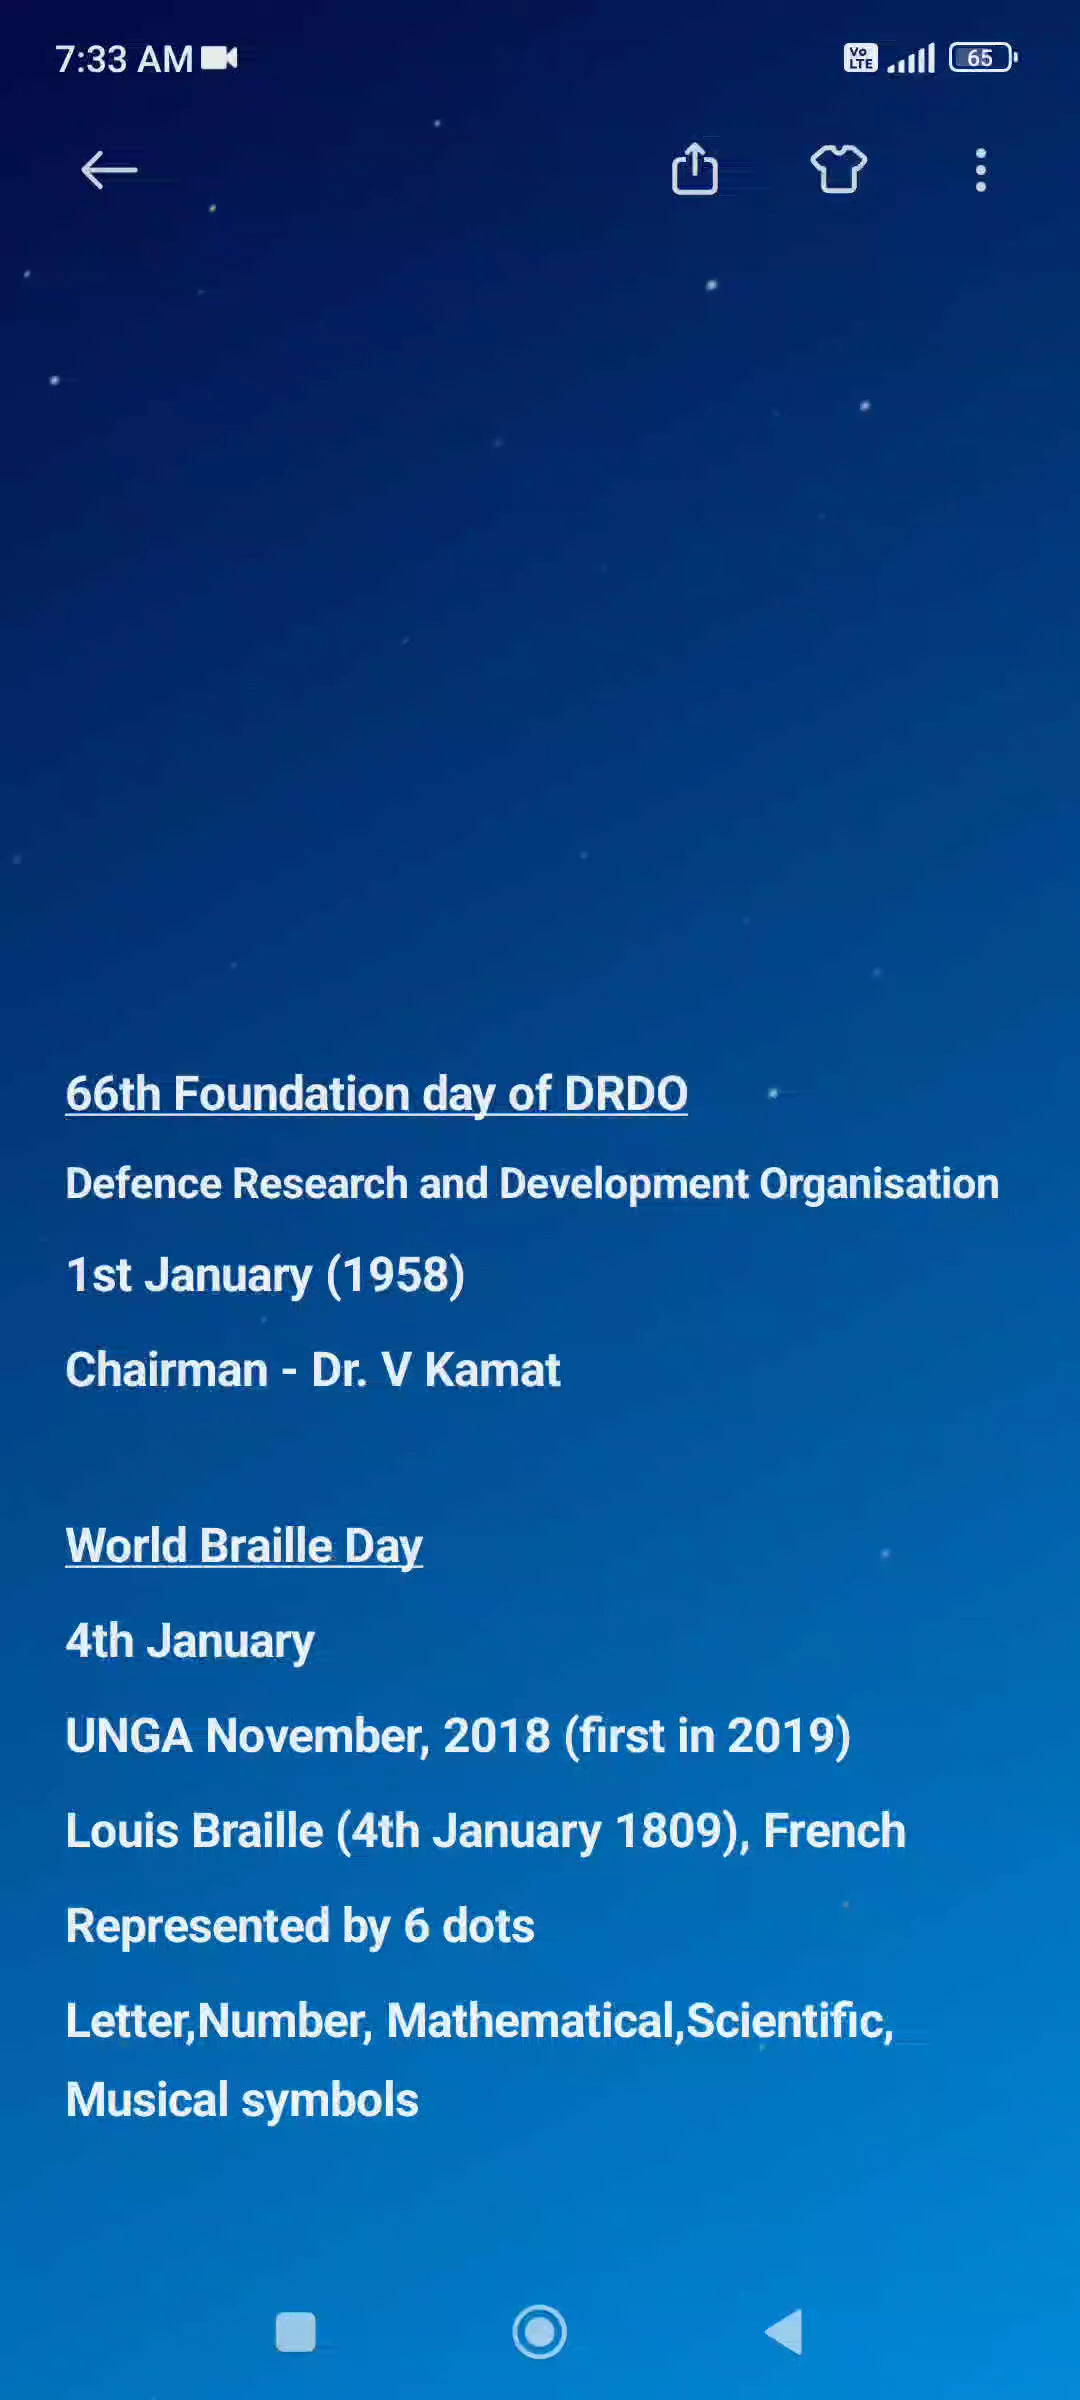 7:33 AM
Vo LTE
65
66th Foundation day of DRDO
Defence Research and Development Organisation
1st January (1958)
Chairman - Dr. V Kamat
World Braille Day
4th January
UNGA November, 2018 (first in 2019)
Louis Braille (4th January 1809), French
Represented by 6 dots
Letter,Number, Mathematical,Scientific,
Musical symbols